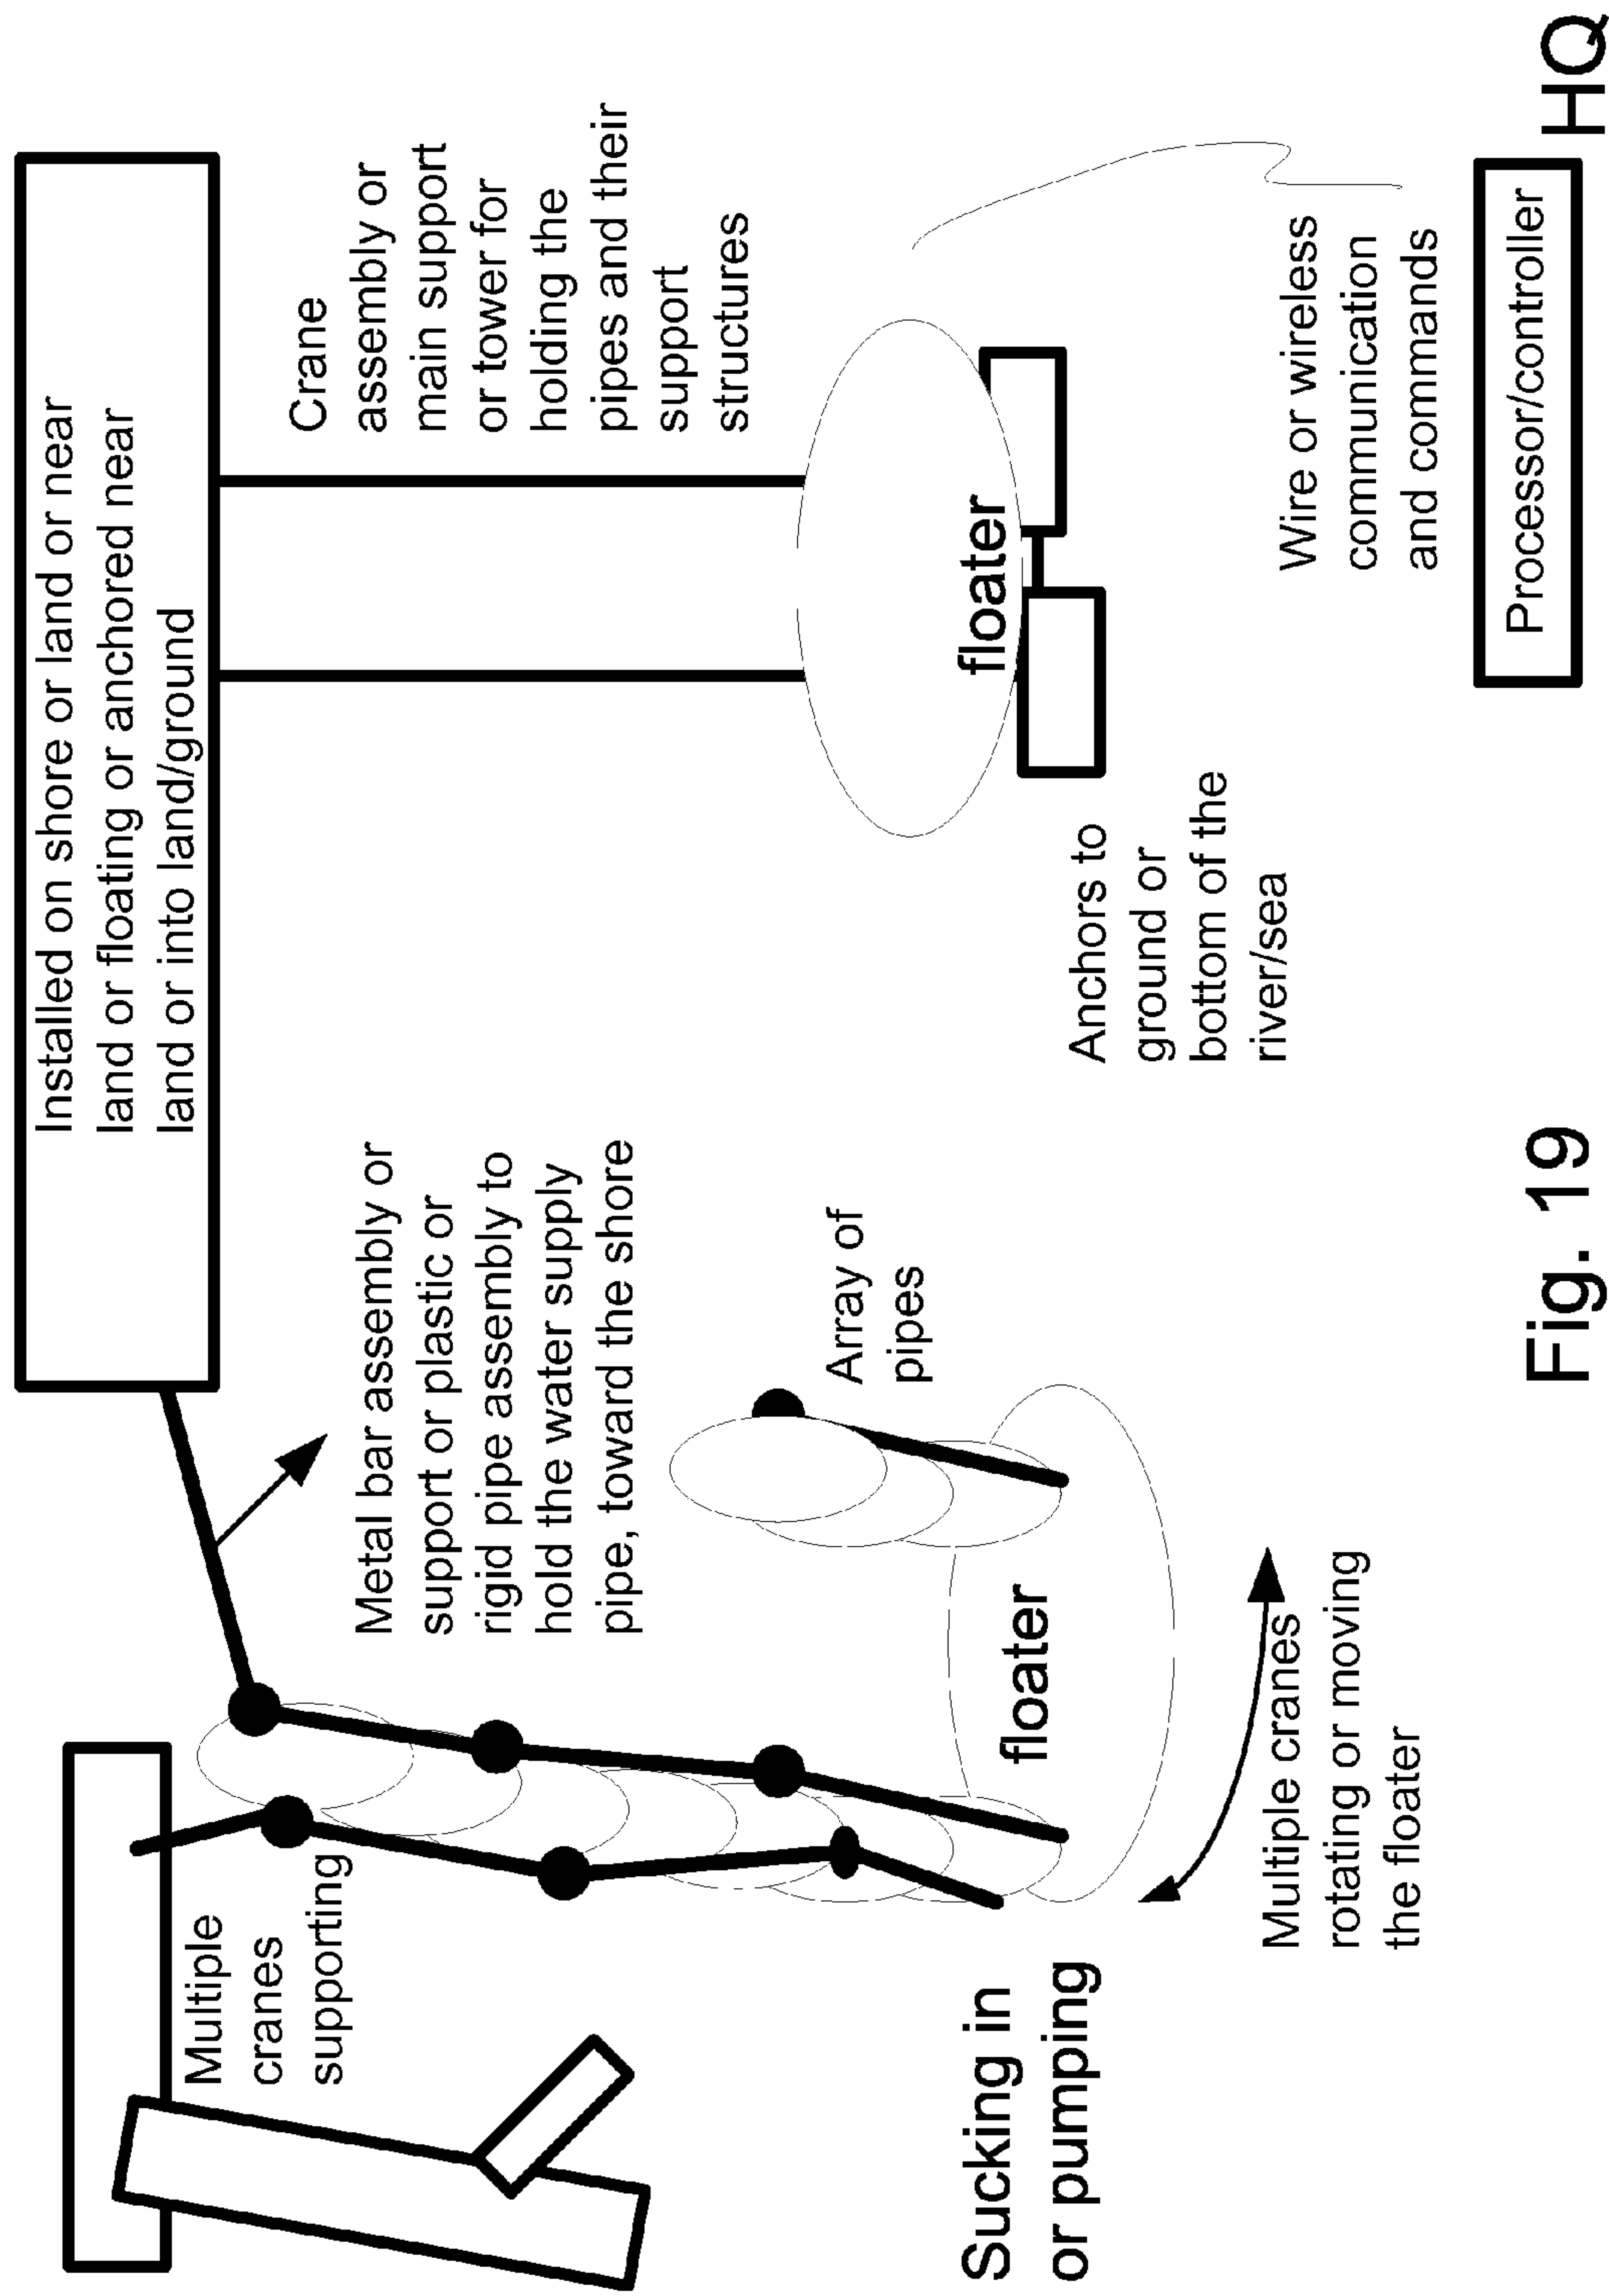 Installed on shore or land or near
land or floating or anchored near
land or into land/ground
Multiple
cranes
supporting
Metal bar assembly or
support or plastic or
rigid pipe assembly to
hold the water supply
pipe, toward the shore
Crane
assembly or
main support
or tower for
holding the
pipes and their
support
structures
Array of
pipes
floater
floater
Sucking in
or pumping
Anchors to
ground or
bottom of the
river/sea
Multiple cranes
rotating or moving
the floater
Wire or wireless
communication
and commands
Processor/controller
HQ
Fig. 19